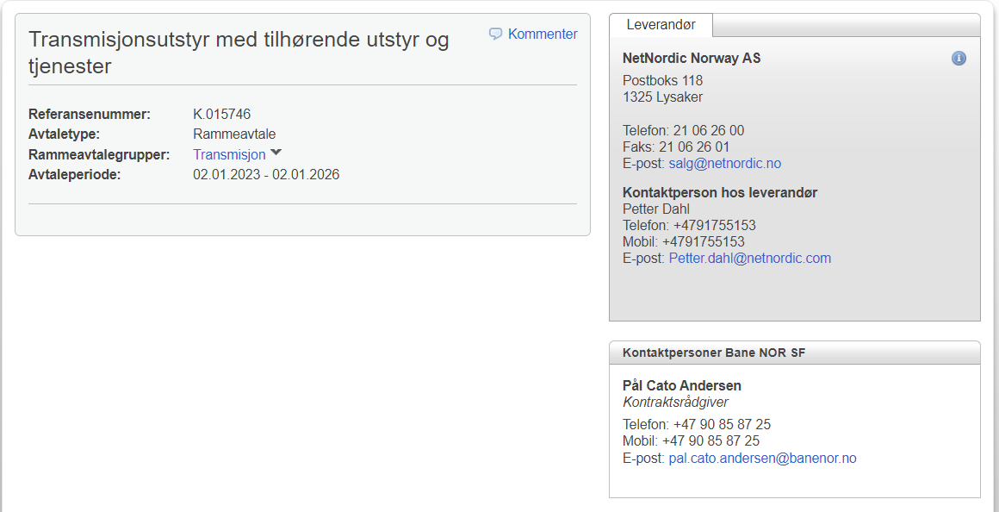 Transmisjonsutstyr med tilhørende utstyr og
tjenester
Kommenter
Referansenummer: K.015746
Avtaletype: Rammeavtale
Rammeavtalegrupper: Transmisjon
Avtaleperiode: 02.01.2023 - 02.01.2026
Leverandør
NetNordic Norway AS
Postboks 118
1325 Lysaker
Telefon: 21 06 26 00
Faks: 21 06 26 01
E-post: salg@netnordic.no
Kontaktperson hos leverandør
Petter Dahl
Telefon: +4791755153
Mobil: +4791755153
E-post: Petter.dahl@netnordic.com
Kontaktpersoner Bane NOR SF
Pål Cato Andersen
Kontraktsrådgiver
Telefon: +47 90 85 87 25
Mobil: +47 90 85 87 25
E-post: pal.cato.andersen@banenor.no